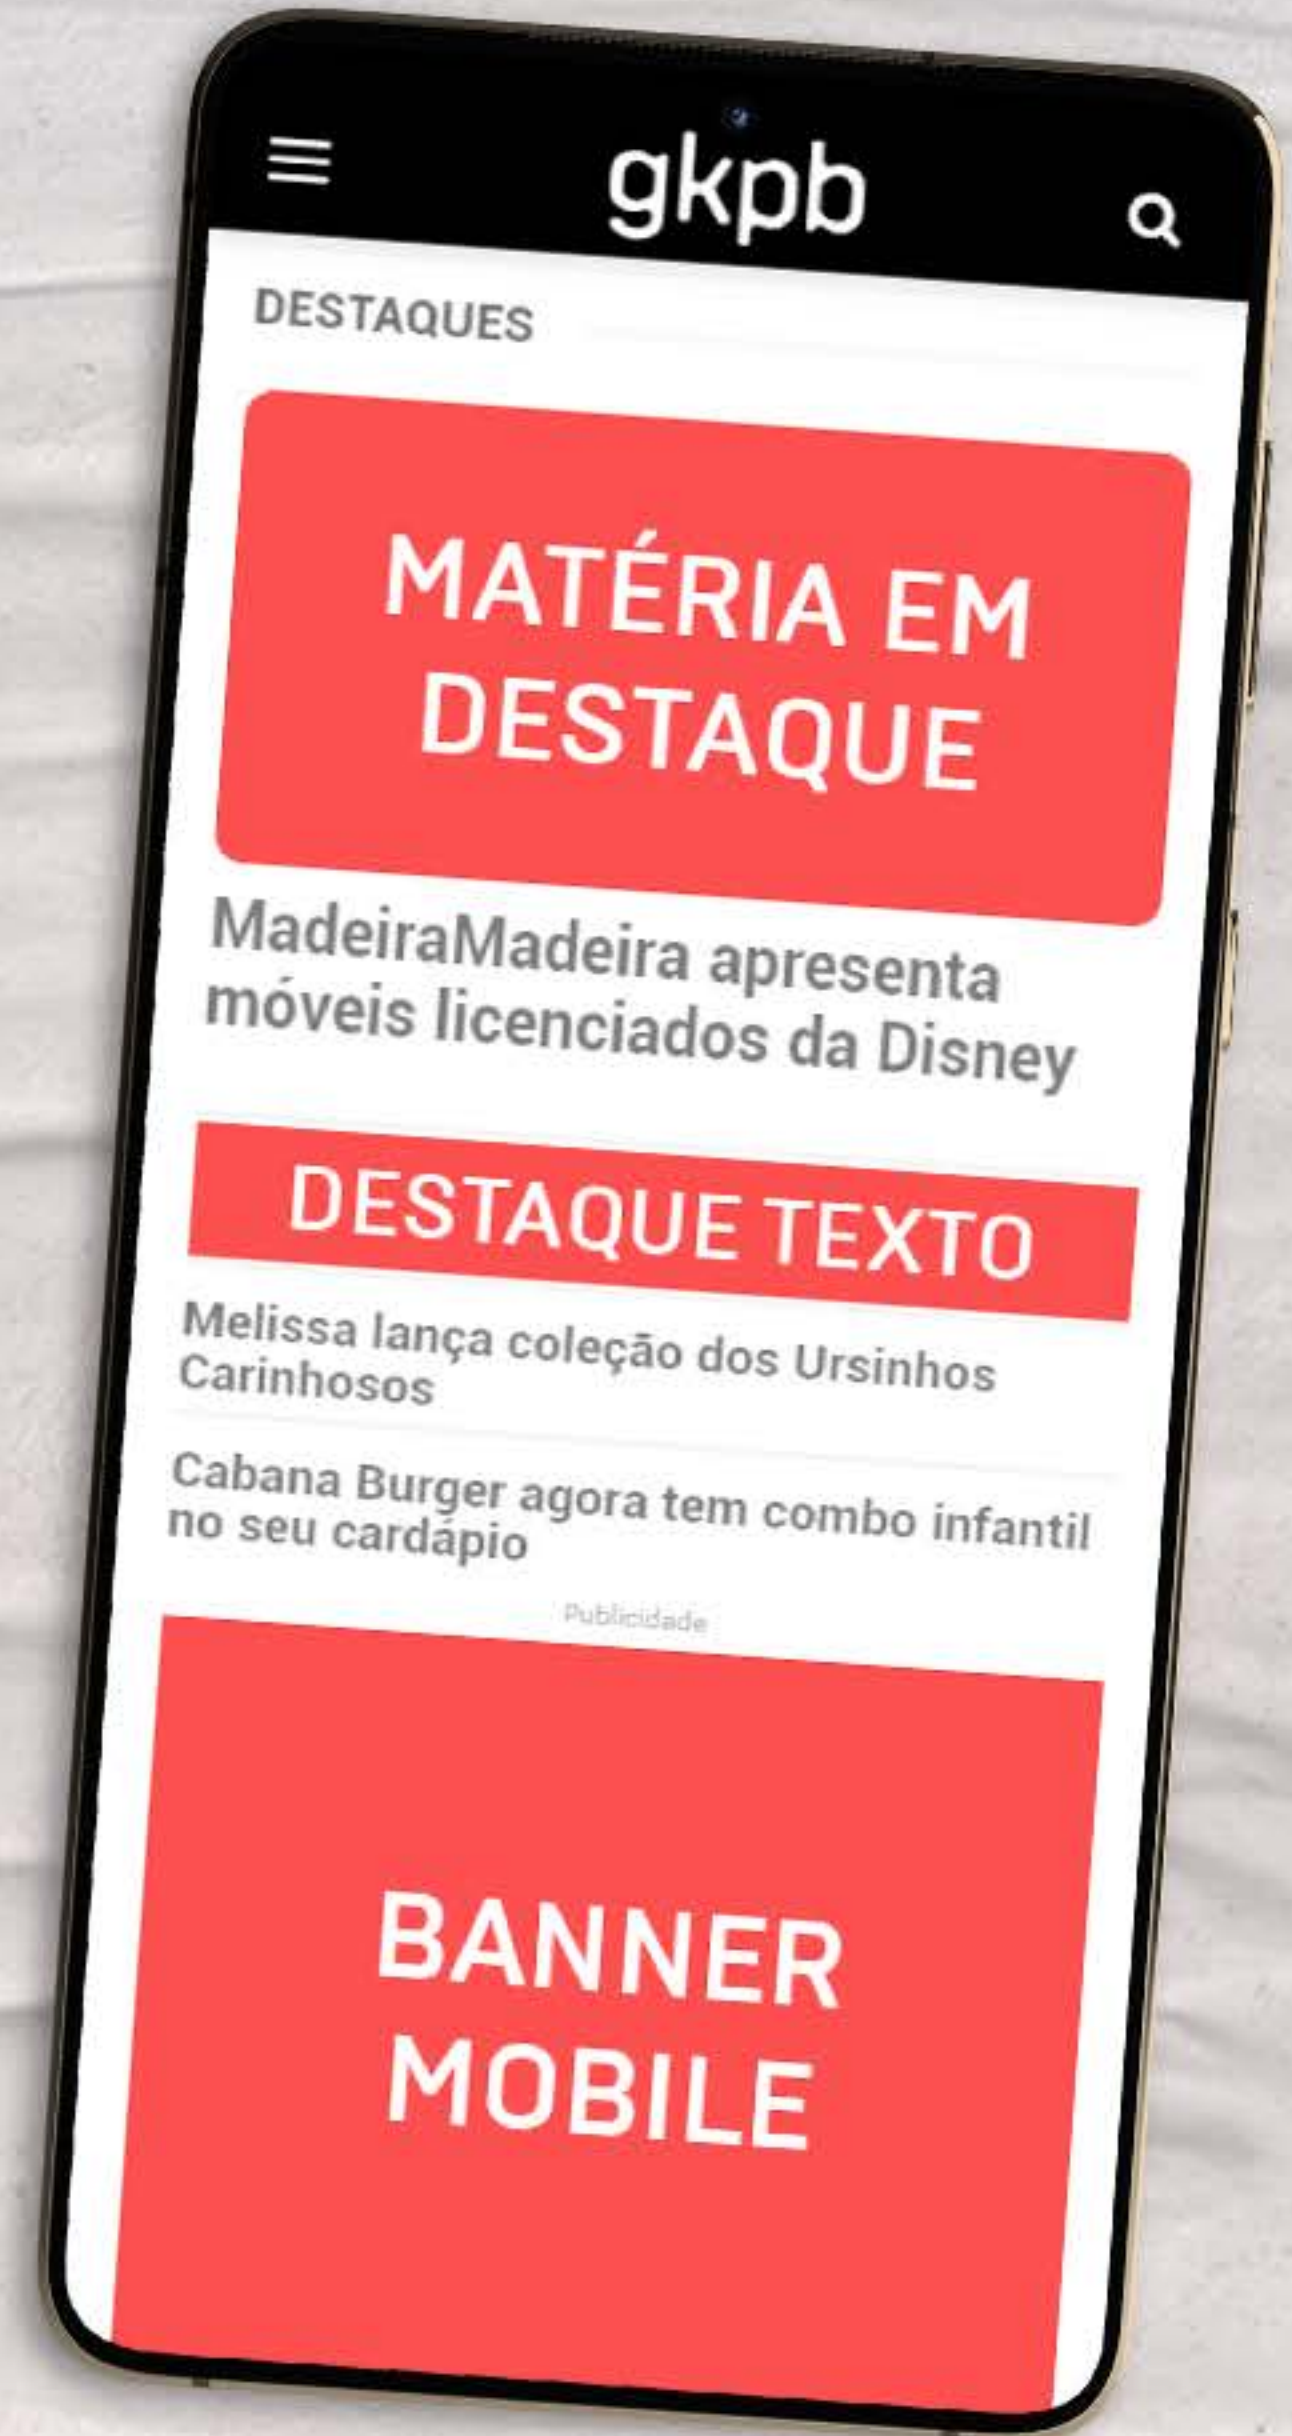 gkpb
DESTAQUES
MATÉRIA EM
DESTAQUE
MadeiraMadeira apresenta
móveis licenciados da Disney
DESTAQUE TEXTO
Melissa lança coleção dos Ursinhos
Carinhosos
Cabana Burger agora tem combo infantil
no seu cardápio
Publicidade
BANNER
MOBILE